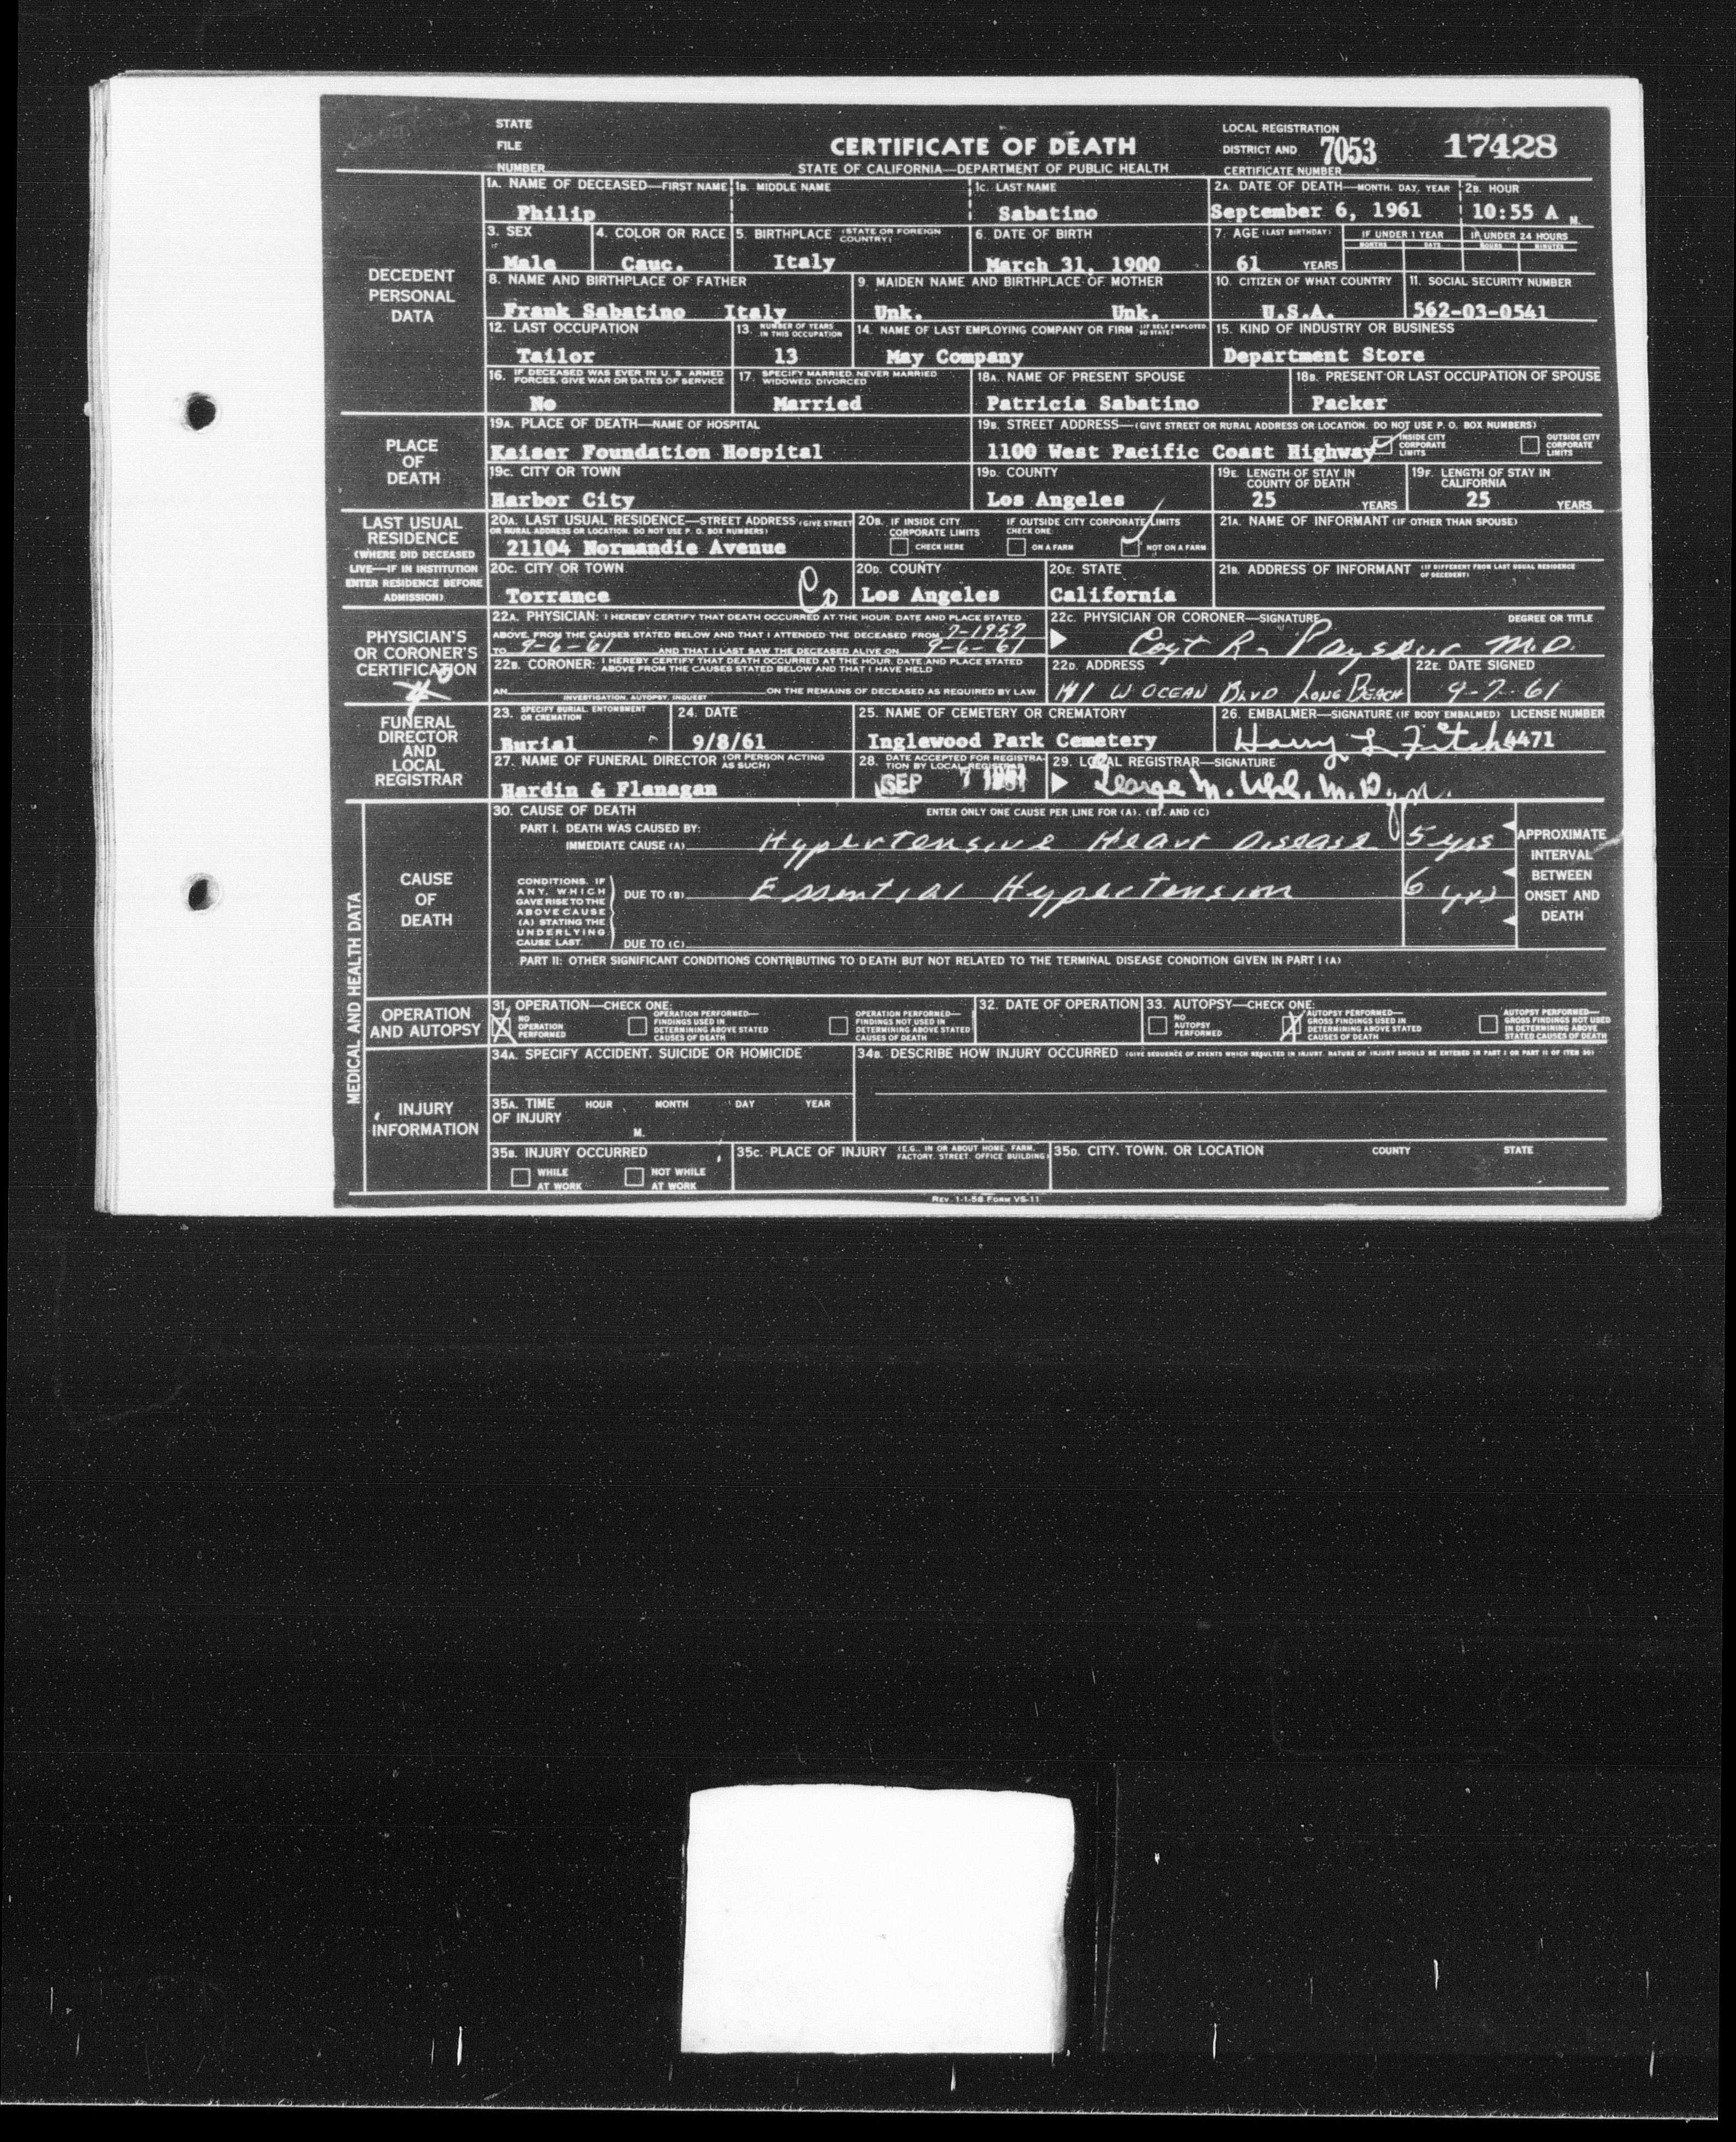 STATE
FILE
NUMBER
CERTIFICATE OF DEATH
STATE OF CALIFORNIA—DEPARTMENT OF PUBLIC HEALTH
LOCAL REGISTRATION
DISTRICT AND 7053 17428
CERTIFICATE NUMBER
DECEDENT
PERSONAL
DATA
1A. NAME OF DECEASED—FIRST NAME 1B. MIDDLE NAME 1C. LAST NAME 2A. DATE OF DEATH—MONTH, DAY, YEAR 2B. HOUR
Philip Sabatino September 6, 1961 10:55 A M.
3. SEX 4. COLOR OR RACE 5. BIRTHPLACE (STATE OR FOREIGN COUNTRY) 6. DATE OF BIRTH 7. AGE (LAST BIRTHDAY) IF UNDER 1 YEAR IF UNDER 24 HOURS
MONTHS DAYS HOURS MINUTES
Male Cauc. Italy March 31, 1900 61 YEARS
8. NAME AND BIRTHPLACE OF FATHER 9. MAIDEN NAME AND BIRTHPLACE OF MOTHER 10. CITIZEN OF WHAT COUNTRY 11. SOCIAL SECURITY NUMBER
Frank Sabatino Italy Unk. Unk. U.S.A. 562-03-0541
12. LAST OCCUPATION 13. NUMBER OF YEARS IN THIS OCCUPATION 14. NAME OF LAST EMPLOYING COMPANY OR FIRM (IF SELF EMPLOYED SO STATE) 15. KIND OF INDUSTRY OR BUSINESS
Tailor 13 May Company Department Store
16. IF DECEASED WAS EVER IN U. S. ARMED FORCES, GIVE WAR OR DATES OF SERVICE 17. SPECIFY MARRIED, NEVER MARRIED WIDOWED, DIVORCED 18A. NAME OF PRESENT SPOUSE 18B. PRESENT OR LAST OCCUPATION OF SPOUSE
No Married Patricia Sabatino Packer
PLACE
OF
DEATH
19A. PLACE OF DEATH—NAME OF HOSPITAL 19B. STREET ADDRESS—(GIVE STREET OR RURAL ADDRESS OR LOCATION. DO NOT USE P. O. BOX NUMBERS)
Kaiser Foundation Hospital 1100 West Pacific Coast Highway INSIDE CITY CORPORATE LIMITS OUTSIDE CITY CORPORATE LIMITS
19C. CITY OR TOWN 19D. COUNTY 19E. LENGTH OF STAY IN COUNTY OF DEATH 19F. LENGTH OF STAY IN CALIFORNIA
Harbor City Los Angeles 25 YEARS 25 YEARS
LAST USUAL
RESIDENCE
(WHERE DID DECEASED
LIVE—IF IN INSTITUTION
ENTER RESIDENCE BEFORE
ADMISSION)
20A. LAST USUAL RESIDENCE—STREET ADDRESS (GIVE STREET OR RURAL ADDRESS OR LOCATION. DO NOT USE P. O. BOX NUMBERS) 20B. IF INSIDE CITY CORPORATE LIMITS IF OUTSIDE CITY CORPORATE LIMITS CHECK ONE 21A. NAME OF INFORMANT (IF OTHER THAN SPOUSE)
21104 Normandie Avenue CHECK HERE ON A FARM NOT ON A FARM
20C. CITY OR TOWN 20D. COUNTY 20E. STATE 21B. ADDRESS OF INFORMANT (IF DIFFERENT FROM LAST USUAL RESIDENCE OF DECEDENT)
Torrance Los Angeles California
PHYSICIAN'S
OR CORONER'S
CERTIFICATION
22A. PHYSICIAN: I HEREBY CERTIFY THAT DEATH OCCURRED AT THE HOUR, DATE AND PLACE STATED
ABOVE, FROM THE CAUSES STATED BELOW AND THAT I ATTENDED THE DECEASED FROM 7-1957
TO 9-6-61 AND THAT I LAST SAW THE DECEASED ALIVE ON 9-6-61
22C. PHYSICIAN OR CORONER—SIGNATURE DEGREE OR TITLE
M.D.
22B. CORONER: I HEREBY CERTIFY THAT DEATH OCCURRED AT THE HOUR, DATE AND PLACE STATED ABOVE FROM THE CAUSES STATED BELOW AND THAT I HAVE HELD
AN ON THE REMAINS OF DECEASED AS REQUIRED BY LAW.
INVESTIGATION, AUTOPSY, INQUEST
22D. ADDRESS 22E. DATE SIGNED
W OCEAN BLVD LONG BEACH 9-7-61
FUNERAL
DIRECTOR
AND
LOCAL
REGISTRAR
23. SPECIFY BURIAL, ENTOMBMENT OR CREMATION 24. DATE 25. NAME OF CEMETERY OR CREMATORY 26. EMBALMER—SIGNATURE (IF BODY EMBALMED) LICENSE NUMBER
Burial 9/8/61 Inglewood Park Cemetery Harry L Fitch 4471
27. NAME OF FUNERAL DIRECTOR (OR PERSON ACTING AS SUCH) 28. DATE ACCEPTED FOR REGISTRATION BY LOCAL REGISTRAR 29. LOCAL REGISTRAR—SIGNATURE
Hardin & Flanagan SEP 7 1961 George M. Uhl, M.D.
MEDICAL AND HEALTH DATA
CAUSE
OF
DEATH
30. CAUSE OF DEATH ENTER ONLY ONE CAUSE PER LINE FOR (A), (B), AND (C)
PART I. DEATH WAS CAUSED BY:
IMMEDIATE CAUSE (A) Hypertensive Heart Disease 5 yrs
CONDITIONS, IF
ANY, WHICH
GAVE RISE TO THE
ABOVE CAUSE
(A) STATING THE
UNDERLYING
CAUSE LAST.
DUE TO (B) Essential Hypertension 6 yrs
DUE TO (C)
APPROXIMATE
INTERVAL
BETWEEN
ONSET AND
DEATH
PART II: OTHER SIGNIFICANT CONDITIONS CONTRIBUTING TO DEATH BUT NOT RELATED TO THE TERMINAL DISEASE CONDITION GIVEN IN PART I (A)
OPERATION
AND AUTOPSY
31. OPERATION—CHECK ONE: 32. DATE OF OPERATION 33. AUTOPSY—CHECK ONE:
NO OPERATION PERFORMED
OPERATION PERFORMED—FINDINGS USED IN DETERMINING ABOVE STATED CAUSES OF DEATH
OPERATION PERFORMED—FINDINGS NOT USED IN DETERMINING ABOVE STATED CAUSES OF DEATH
NO AUTOPSY PERFORMED
AUTOPSY PERFORMED—GROSS FINDINGS USED IN DETERMINING ABOVE STATED CAUSES OF DEATH
AUTOPSY PERFORMED—GROSS FINDINGS NOT USED IN DETERMINING ABOVE STATED CAUSES OF DEATH
INJURY
INFORMATION
34A. SPECIFY ACCIDENT, SUICIDE OR HOMICIDE 34B. DESCRIBE HOW INJURY OCCURRED (GIVE SEQUENCE OF EVENTS WHICH RESULTED IN INJURY. NATURE OF INJURY SHOULD BE ENTERED IN PART I OR PART II OF ITEM 30)
35A. TIME HOUR MONTH DAY YEAR
OF INJURY
M.
35B. INJURY OCCURRED 35C. PLACE OF INJURY (E.G., IN OR ABOUT HOME, FARM, FACTORY, STREET, OFFICE BUILDING) 35D. CITY, TOWN, OR LOCATION COUNTY STATE
WHILE AT WORK NOT WHILE AT WORK
REV. 1-1-58 FORM VS-11